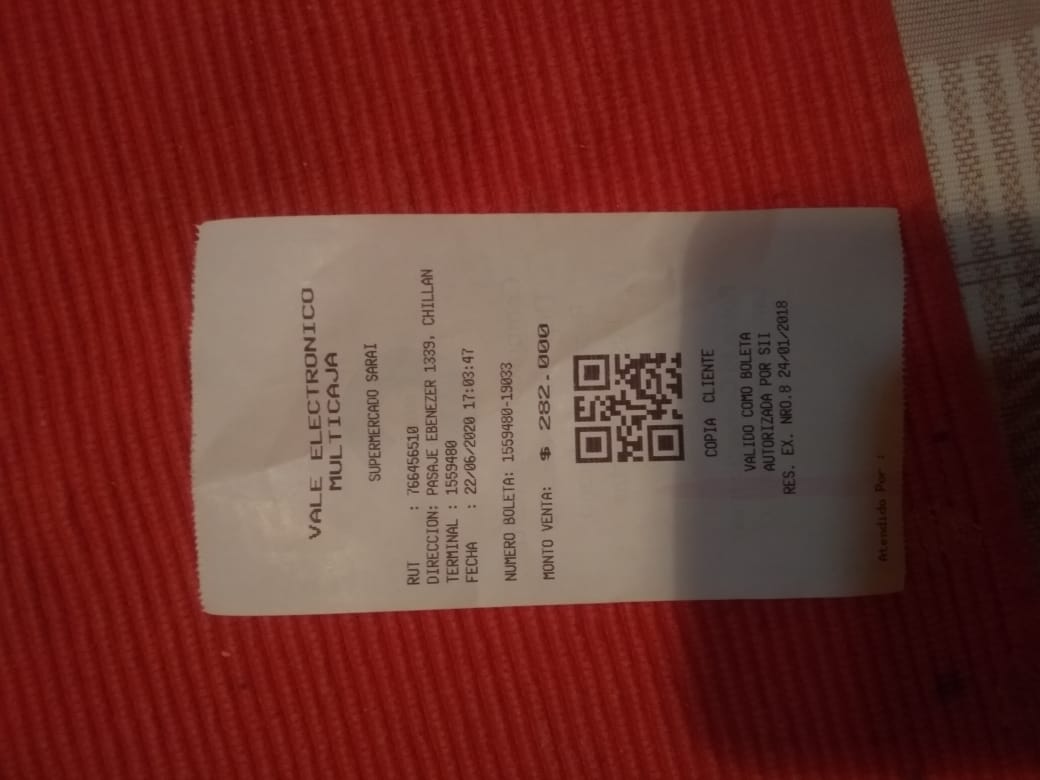 VALE ELECTRONICO
MULTICAJA
SUPERMERCADO SARAI
RUT : 766456510
DIRECCION: PASAJE EBENEZER 1339, CHILLAN
TERMINAL : 1559480
FECHA : 22/06/2020 17:03:47
NUMERO BOLETA: 1559480-19033
MONTO VENTA: $ 282.000
COPIA CLIENTE
VALIDO COMO BOLETA
AUTORIZADA POR SII
RES. EX. NRO.8 24/01/2018
Atendido Por :